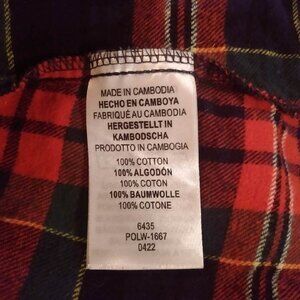 MADE IN CAMBODIA
HECHO EN CAMBOYA
FABRIQUÉ AU CAMBODIA
HERGESTELLT IN
KAMBODSCHA
PRODOTTO IN CAMBOGIA
100% COTTON
100% ALGODÓN
100% COTON
100% BAUMWOLLE
100% COTONE
6435
POLW-1667
0422